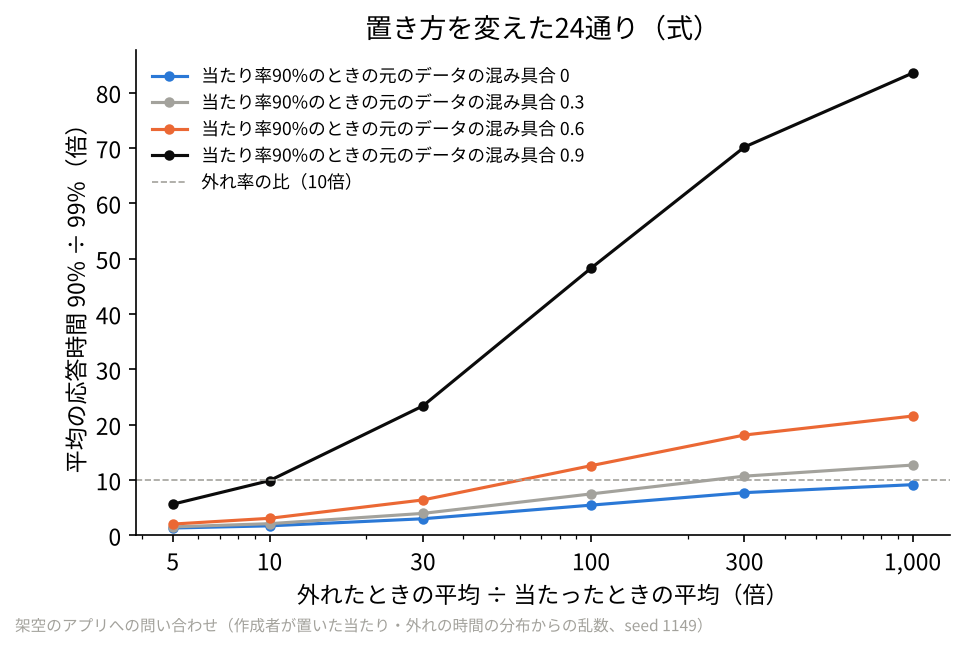 置き方を変えた24通り（式）
当たり率90%のときの元のデータの混み具合 0
当たり率90%のときの元のデータの混み具合 0.3
当たり率90%のときの元のデータの混み具合 0.6
当たり率90%のときの元のデータの混み具合 0.9
外れ率の比（10倍）
平均の応答時間 90% ÷ 99%（倍）
80
70
60
50
40
30
20
10
0
5 10 30 100 300 1,000
外れたときの平均 ÷ 当たったときの平均（倍）
架空のアプリへの問い合わせ（作成者が置いた当たり・外れの時間の分布からの乱数、seed 1149）